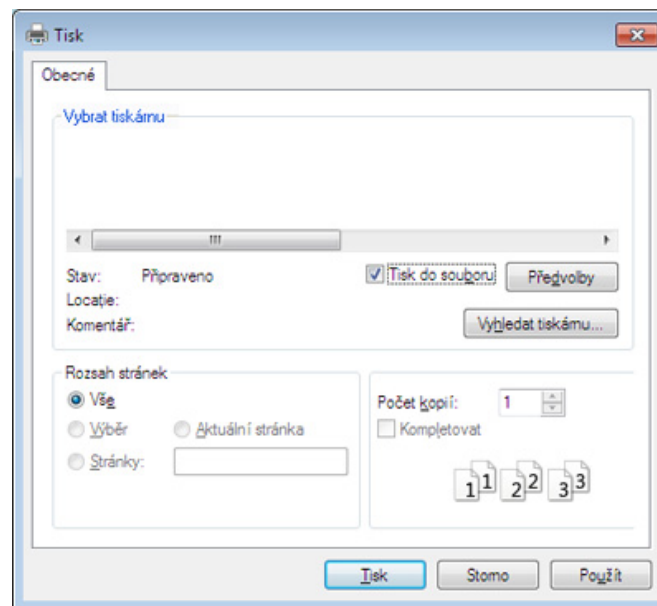 Tisk
Obecné
Vybrat tiskárnu
Stav: Připraveno
Tisk do souboru
Předvolby
Locație:
Komentář:
Vyhledat tiskárnu...
Rozsah stránek
Vše
Výběr
Aktuální stránka
Stránky:
Počet kopií: 1
Kompletovat
11 22 33
Tisk
Storno
Použít